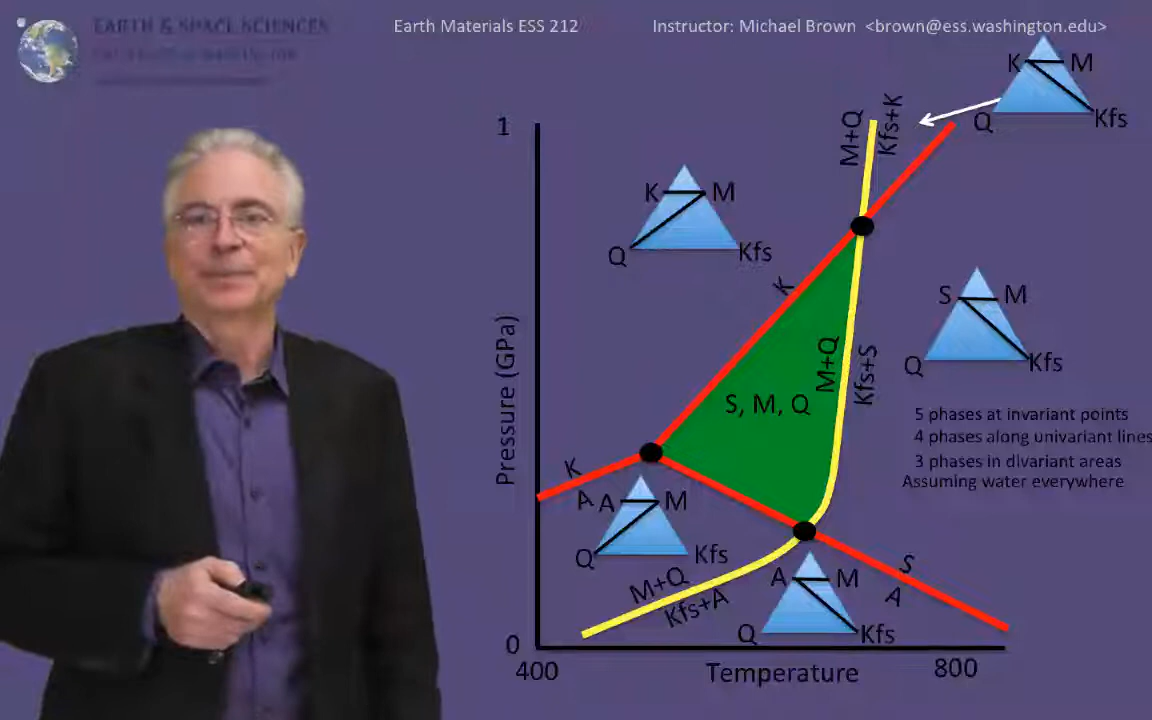 EARTH & SPACE SCIENCES
Earth Materials ESS 212
Instructor: Michael Brown <brown@ess.washington.edu>
K M
Q Kfs
1
M+Q
Kfs+K
K M
Q Kfs
S M
Q Kfs
K
M+Q
Kfs+S
S, M, Q
Pressure (GPa)
5 phases at invariant points
4 phases along univariant lines
3 phases in divariant areas
Assuming water everywhere
K
A
A M
Q Kfs
M+Q
Kfs+A
S
A
A M
Q Kfs
0
400
Temperature
800